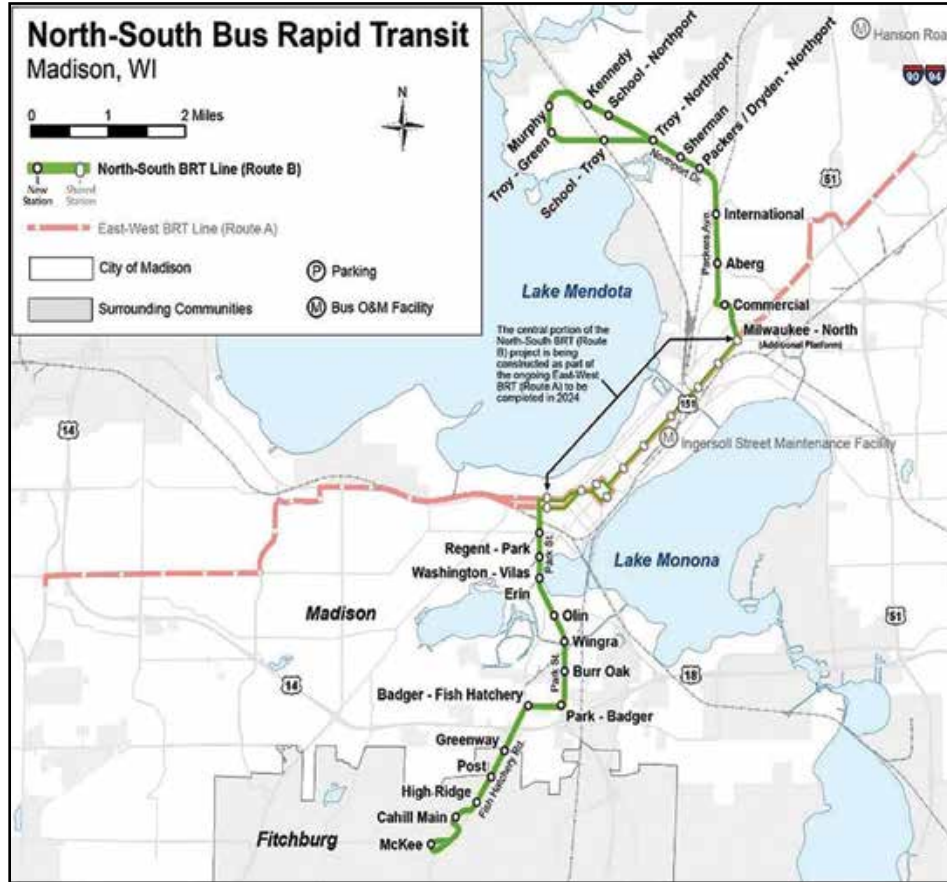 North-South Bus Rapid Transit
Madison, WI
0 1 2 Miles
N
North-South BRT Line (Route B)
New Station
Shared Station
East-West BRT Line (Route A)
City of Madison
Surrounding Communities
P Parking
M Bus O&M Facility
M Hanson Road
90 94
Kennedy
School - Northport
Murphy
Troy - Northport
Sherman
Packers / Dryden - Northport
Troy - Green
School - Troy
Northport Dr.
51
International
Packers Ave.
Aberg
Lake Mendota
Commercial
Milwaukee - North
(Additional Platform)
The central portion of the
North-South BRT (Route
B) project is being
constructed as part of
the ongoing East-West
BRT (Route A) to be
completed in 2024
151
14
M Ingersoll Street Maintenance Facility
Regent - Park
Park St.
Lake Monona
Washington - Vilas
Erin
Madison
Olin
51
Wingra
Park St.
Burr Oak
18
14
Badger - Fish Hatchery
Park - Badger
Greenway
Post
Fish Hatchery Rd.
High Ridge
Cahill Main
Fitchburg
McKee